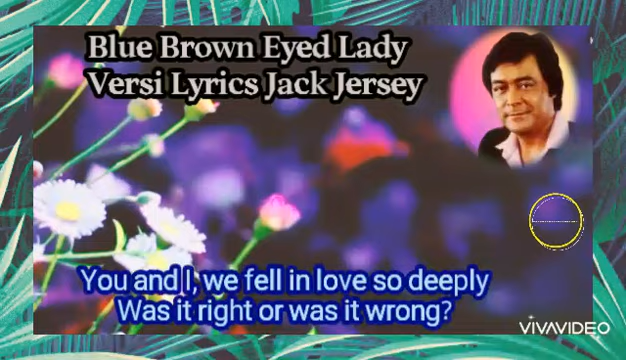 Blue Brown Eyed Lady
Versi Lyrics Jack Jersey
You and I, we fell in love so deeply
Was it right or was it wrong?
VIVAVIDEO